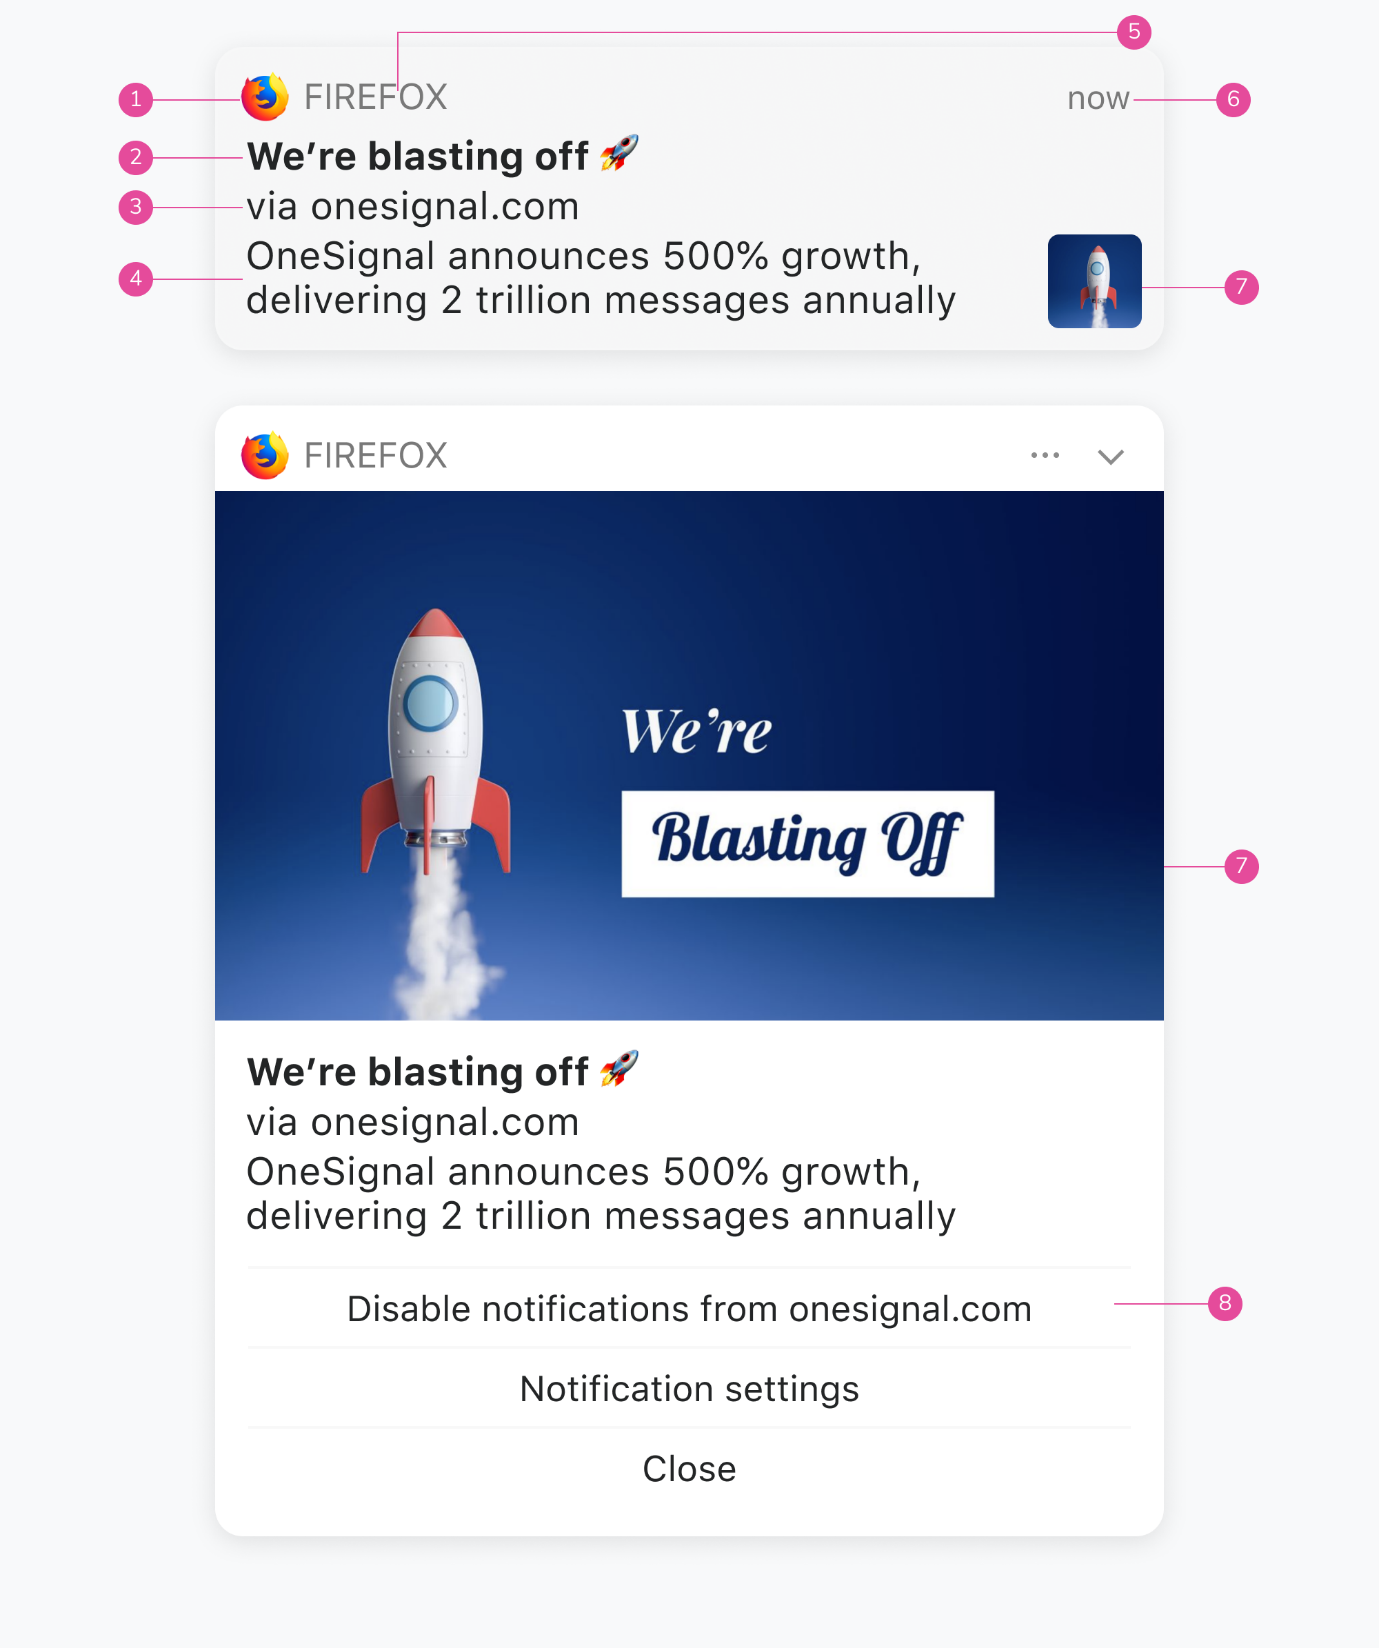 5
1 FIREFOX now 6
2 We’re blasting off 🚀
3 via onesignal.com
4 OneSignal announces 500% growth,
delivering 2 trillion messages annually
7
FIREFOX ...
We’re
Blasting Off
7
We’re blasting off 🚀
via onesignal.com
OneSignal announces 500% growth,
delivering 2 trillion messages annually
Disable notifications from onesignal.com 8
Notification settings
Close